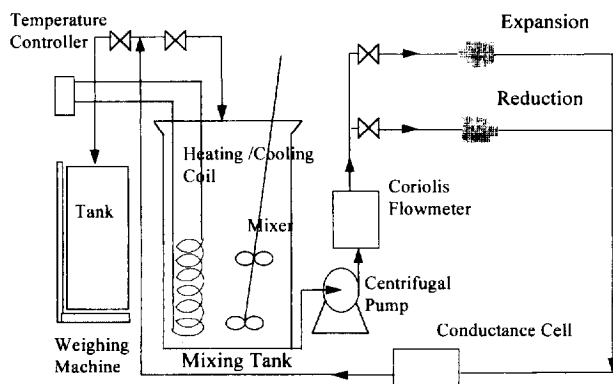 Temperature
Controller
Expansion
Reduction
Heating /Cooling
Coil
Tank
Mixer
Coriolis
Flowmeter
Centrifugal
Pump
Conductance Cell
Weighing
Machine
Mixing Tank